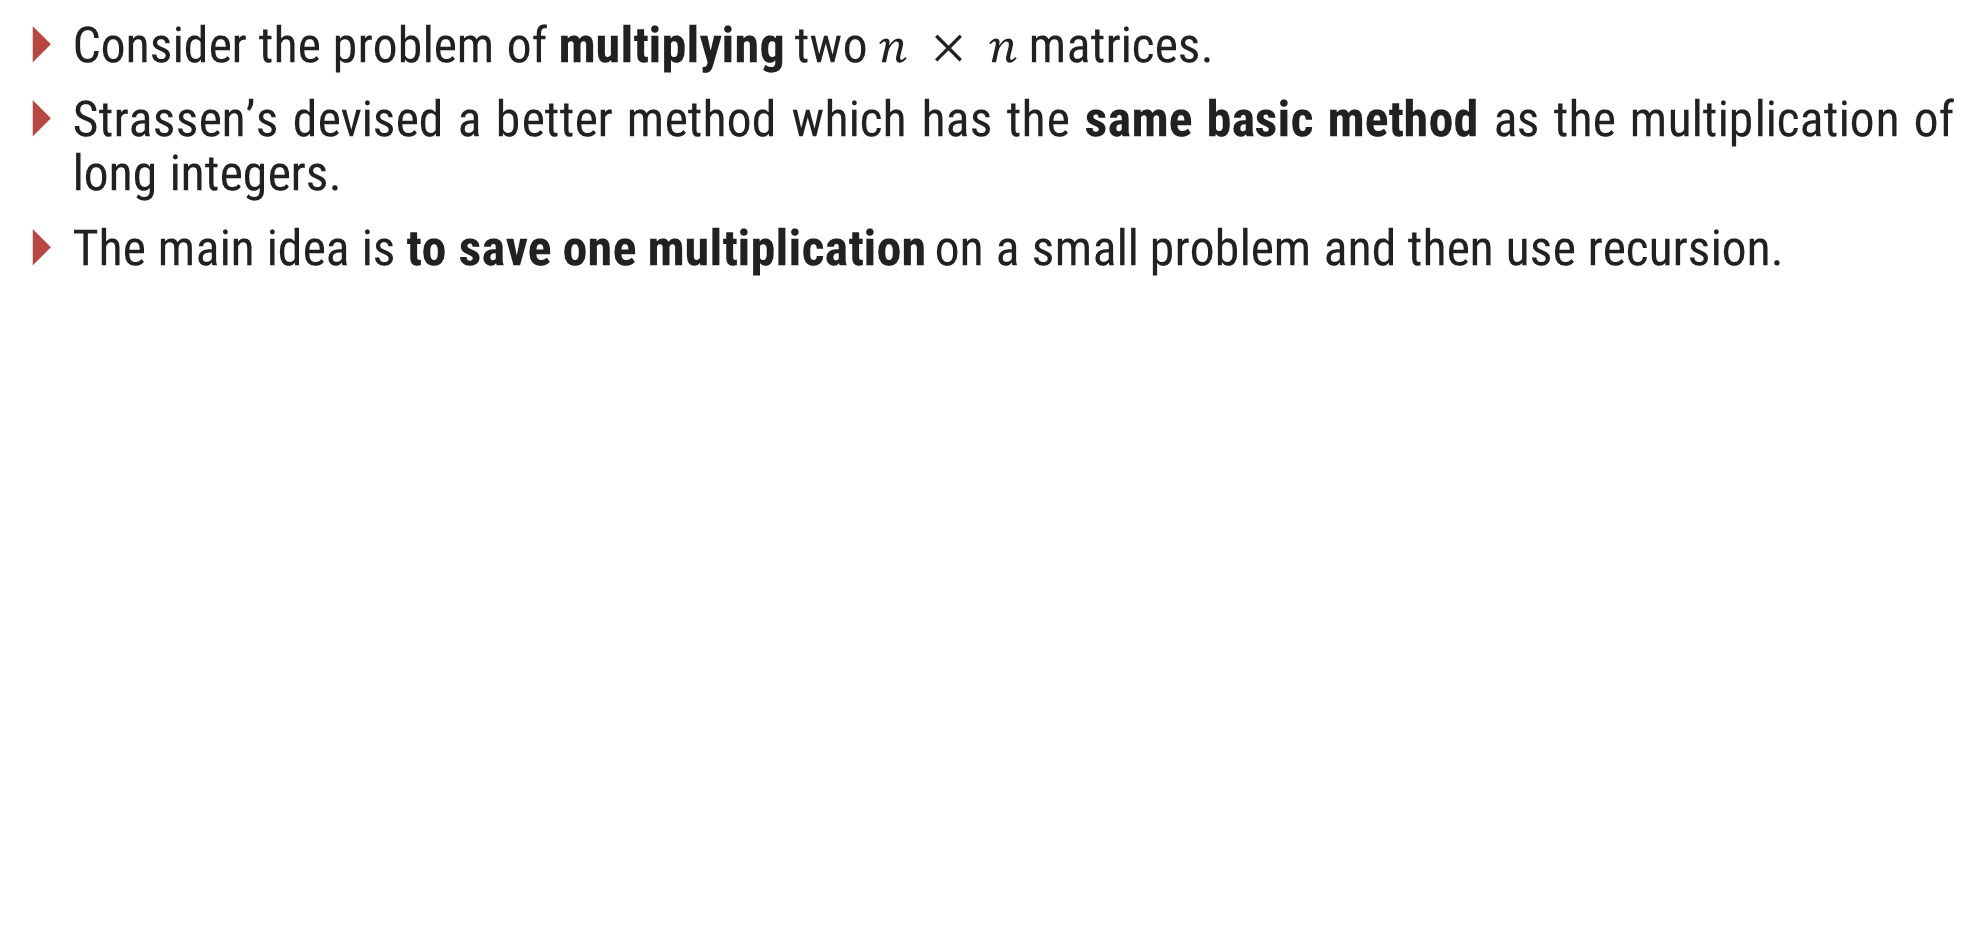 Consider the problem of multiplying two n × n matrices.
Strassen’s devised a better method which has the same basic method as the multiplication of
long integers.
The main idea is to save one multiplication on a small problem and then use recursion.